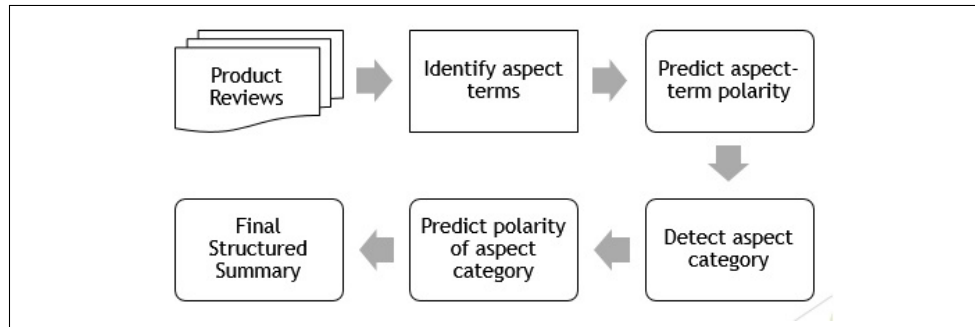 Product
Reviews
Identify aspect
terms
Predict aspect-
term polarity
Detect aspect
category
Predict polarity
of aspect
category
Final
Structured
Summary